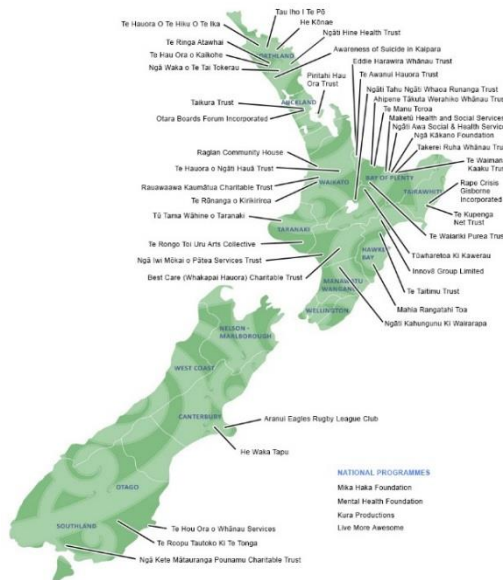 Tau Iho I Te Pō
Te Hauora O Te Hiku O Te Ika
He Kōnae
Te Ringa Atawhai
NORTHLAND
Ngāti Hine Health Trust
Te Hau Ora o Kaikohe
Awareness of Suicide in Kaipara
Ngā Waka o Te Tai Tokerau
Eddie Harawira Whānau Trust
Piritahi Hau
Ora Trust
Te Awanui Hauora Trust
Ngāti Tahu Ngāti Whaoa Runanga Trust
Ahipene Tākuta Werahiko Whānau Trust
Taikura Trust
AUCKLAND
Te Manu Toroa
Otara Boards Forum Incorporated
Maketū Health and Social Services
Ngāti Awa Social & Health Service
Ngā Kākano Foundation
Takerei Ruha Whānau Trust
Raglan Community House
Te Waimana
Kaaku Trust
Te Hauora o Ngāti Hauā Trust
WAIKATO
BAY OF PLENTY
Rauawaawa Kaumātua Charitable Trust
TAIRAWHITI
Rape Crisis
Gisborne
Incorporated
Te Rūnanga o Kirikiriroa
Tū Tama Wāhine o Taranaki
Te Kupenga
Net Trust
TARANAKI
Te Waiariki Purea Trust
Te Rongo Toi Uru Arts Collective
HAWKE'S
BAY
Tūwharetoa Ki Kawerau
Ngā Iwi Mōkai o Pātea Services Trust
Innov8 Group Limited
Best Care (Whakapai Hauora) Charitable Trust
Te Taitimu Trust
MANAWATU
WANGANUI
Mahia Rangatahi Toa
WELLINGTON
Ngāti Kahungunu Ki Wairarapa
NELSON -
MARLBOROUGH
WEST COAST
CANTERBURY
Aranui Eagles Rugby League Club
He Waka Tapu
NATIONAL PROGRAMMES
Mika Haka Foundation
OTAGO
Mental Health Foundation
Kura Productions
Live More Awesome
SOUTHLAND
Te Hou Ora o Whānau Services
Te Roopu Tautoko Ki Te Tonga
Ngā Kete Mātauranga Pounamu Charitable Trust